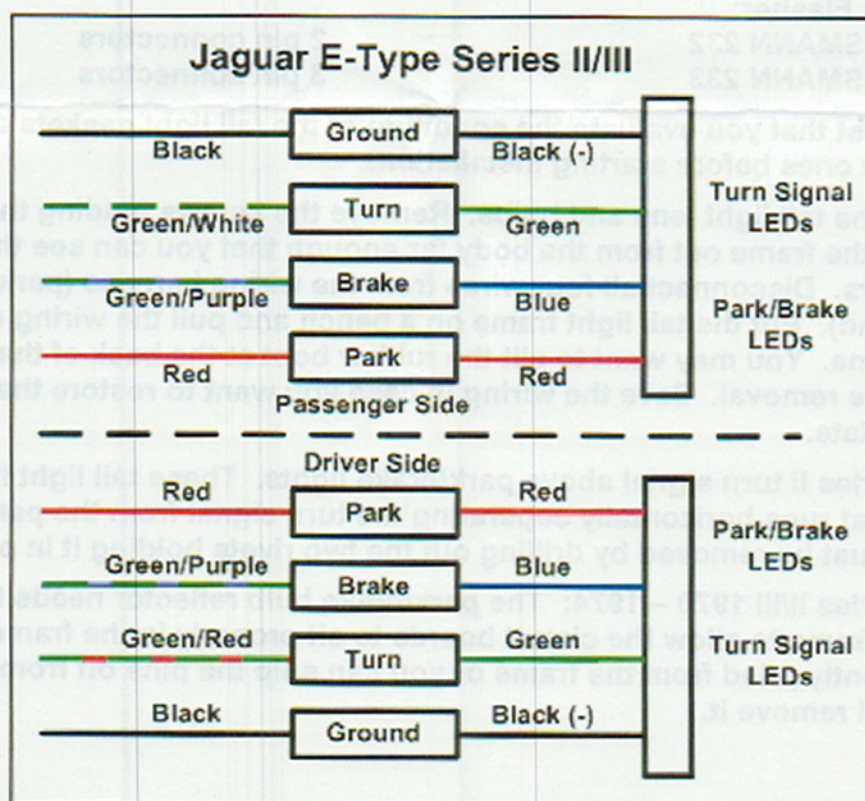 Jaguar E-Type Series II/III
Ground
Black
Black (-)
Turn
Green/White
Green
Turn Signal
LEDs
Brake
Green/Purple
Blue
Park/Brake
LEDs
Park
Red
Red
Passenger Side
Driver Side
Red
Red
Park
Park/Brake
LEDs
Green/Purple
Blue
Brake
Green/Red
Green
Turn
Turn Signal
LEDs
Black
Black (-)
Ground